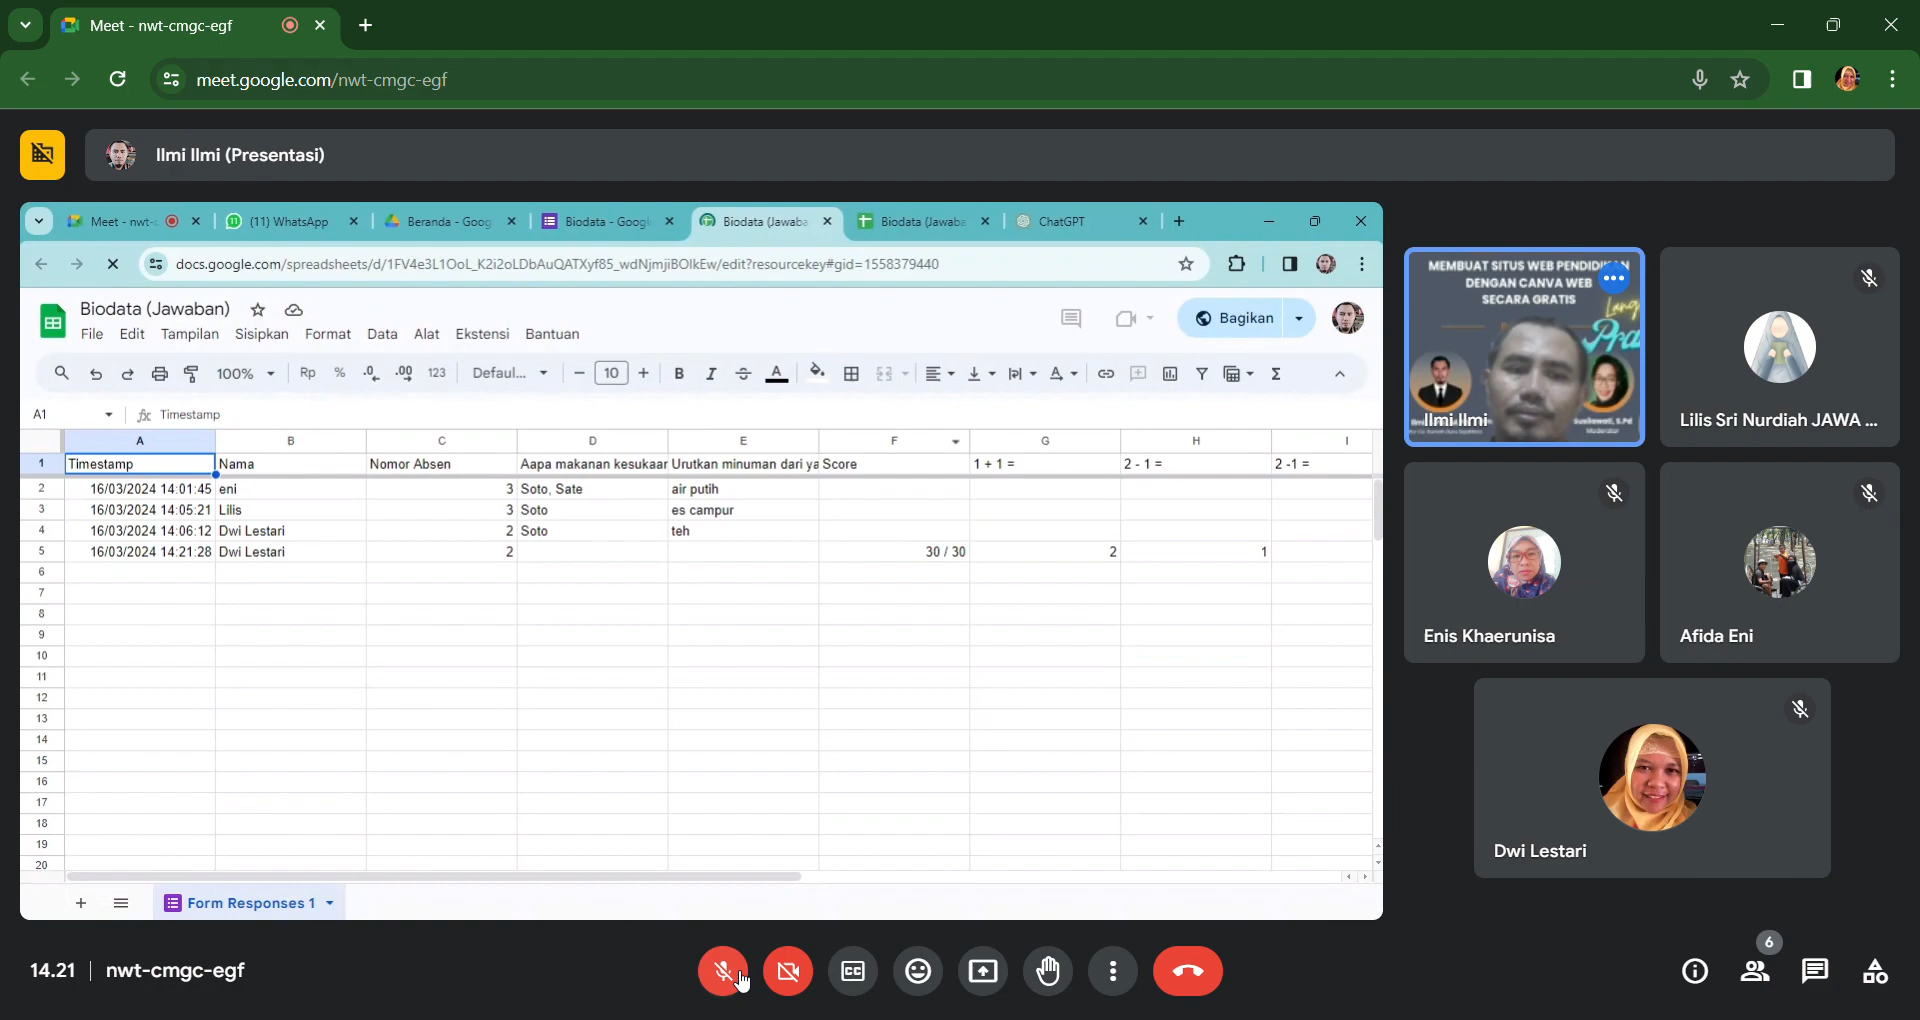 Meet - nwt-cmgc-egf
meet.google.com/nwt-cmgc-egf
Ilmi Ilmi (Presentasi)
Meet - nwt-
(11) WhatsApp
Beranda - Goog
Biodata - Googl
Biodata (Jawaba
Biodata (Jawaba
ChatGPT
docs.google.com/spreadsheets/d/1FV4e3L1OoL_K2i2oLDbAuQATXyf85_wdNjmjiBOlkEw/edit?resourcekey#gid=1558379440
Biodata (Jawaban)
File Edit Tampilan Sisipkan Format Data Alat Ekstensi Bantuan
Bagikan
100% Rp % .0 .00 123 Defaul... 10 B I A
A1 fx Timestamp
A B C D E F G H I
1 Timestamp Nama Nomor Absen Aapa makanan kesukaan Urutkan minuman dari ya Score 1 + 1 = 2 - 1 = 2 -1 =
2 16/03/2024 14:01:45 eni 3 Soto, Sate air putih
3 16/03/2024 14:05:21 Lilis 3 Soto es campur
4 16/03/2024 14:06:12 Dwi Lestari 2 Soto teh
5 16/03/2024 14:21:28 Dwi Lestari 2 30 / 30 2 1
6
7
8
9
10
11
12
13
14
15
16
17
18
19
20
Form Responses 1
MEMBUAT SITUS WEB PENDIDIKAN
DENGAN CANVA WEB
SECARA GRATIS
Ilmi Ilmi
Susilawati, S.Pd
Moderator
Lilis Sri Nurdiah JAWA ...
Enis Khaerunisa
Afida Eni
Dwi Lestari
14.21 nwt-cmgc-egf
6